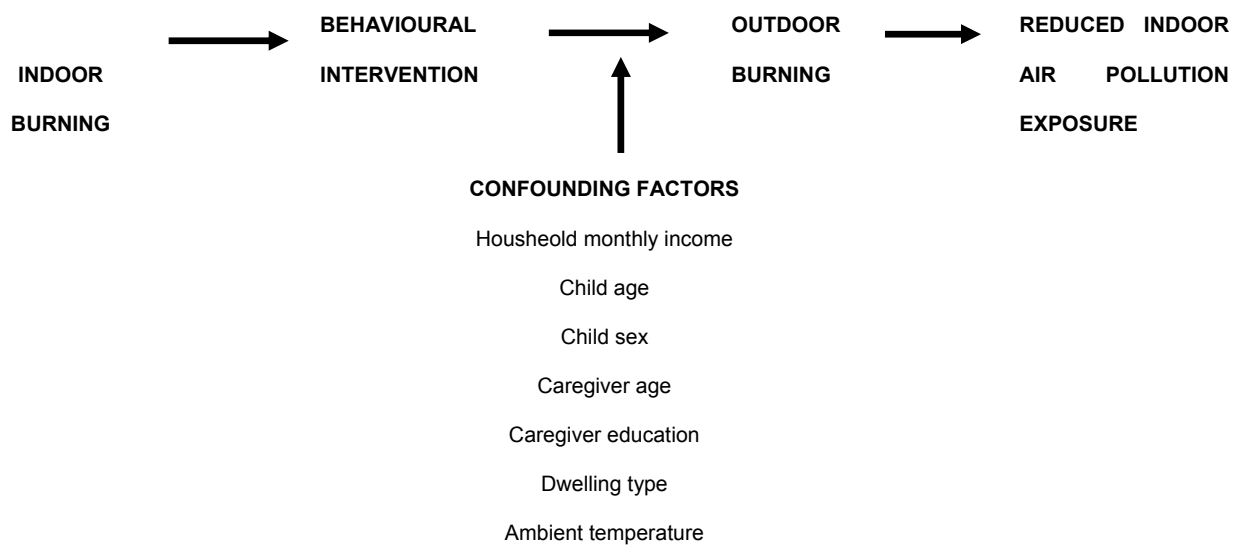 INDOOR
BURNING
BEHAVIOURAL
INTERVENTION
OUTDOOR
BURNING
REDUCED INDOOR
AIR POLLUTION
EXPOSURE
CONFOUNDING FACTORS
Housheold monthly income
Child age
Child sex
Caregiver age
Caregiver education
Dwelling type
Ambient temperature